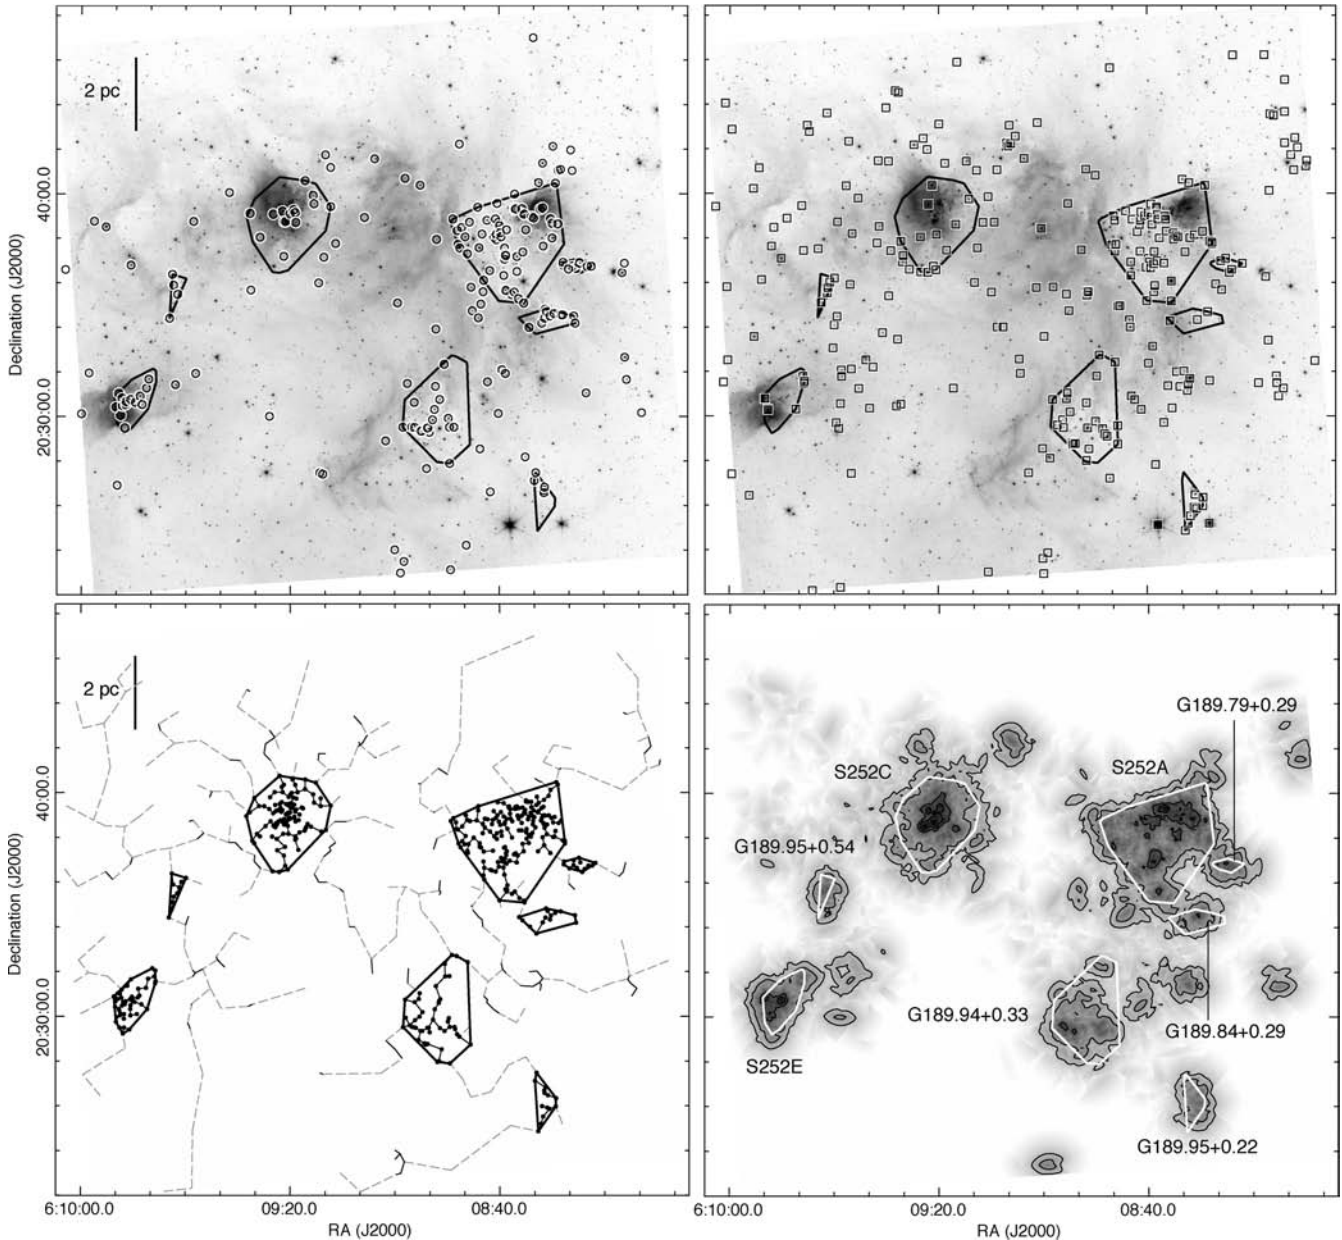 2 pc
Declination (J2000)
40:00.0
20:30:00.0
2 pc
Declination (J2000)
40:00.0
20:30:00.0
6:10:00.0
09:20.0
08:40.0
RA (J2000)
G189.79+0.29
S252C
S252A
G189.95+0.54
G189.94+0.33
G189.84+0.29
S252E
G189.95+0.22
6:10:00.0
09:20.0
08:40.0
RA (J2000)